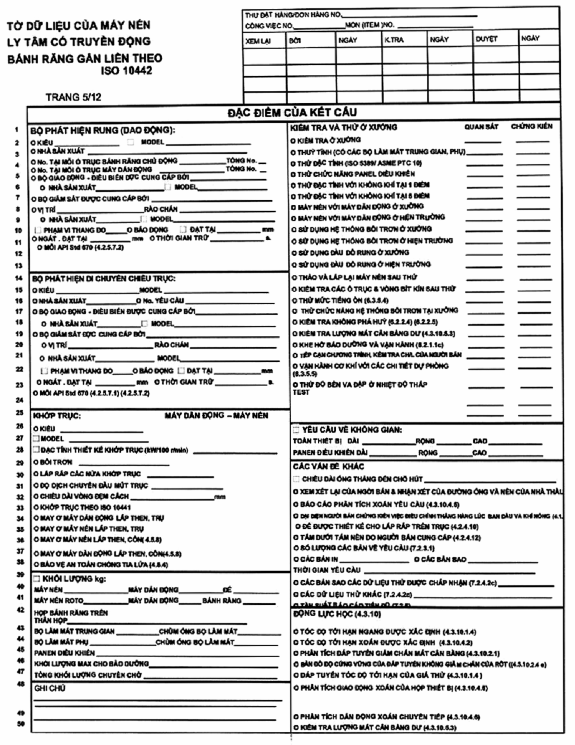 TỜ DỮ LIỆU CỦA MÁY NÉN
LY TÂM CÓ TRUYỀN ĐỘNG
BÁNH RĂNG GẮN LIỀN THEO
ISO 10442
TRANG 5/12
THƯ ĐẶT HÀNG/ĐƠN HÀNG NO.
CÔNG VIỆC NO. MÓN (ITEM )NO.
XEM LẠI BỞI NGÀY K.TRA NGÀY DUYỆT NGÀY
ĐẶC ĐIỂM CỦA KẾT CẤU
1 BỘ PHÁT HIỆN RUNG (DAO ĐỘNG):
2 O KIỂU □ MODEL
3 O NHÀ SẢN XUẤT
4 O No. TẠI MỖI Ổ TRỤC BÁNH RĂNG CHỦ ĐỘNG TỔNG No.
O No. TẠI MỖI Ổ TRỤC MÁY DẪN ĐỘNG TỔNG No.
5 O BỘ GIAO ĐỘNG - ĐIỀU BIẾN ĐƯỢC CUNG CẤP BỞI
6 O NHÀ SẢN XUẤT □ MODEL
7 O BỘ GIÁM SÁT ĐƯỢC CUNG CẤP BỞI
8 O VỊ TRÍ RÀO CHẮN
9 O NHÀ SẢN XUẤT □ MODEL
10 □ PHẠM VI THANG ĐO O BÁO ĐỘNG □ ĐẶT TẠI
11 O NGẮT . ĐẶT TẠI mm O THỜI GIAN TRỄ s.
12 O MỖI API Std 670 (4.2.5.7.2)
13
14 BỘ PHÁT HIỆN DI CHUYỂN CHIỀU TRỤC:
15 O KIỂU MODEL
16 O NHÀ SẢN XUẤT O No. YÊU CẦU
17 O BỘ GIAO ĐỘNG - ĐIỀU BIẾN ĐƯỢC CUNG CẤP BỞI
18 O NHÀ SẢN XUẤT □ MODEL
19 O BỘ GIÁM SÁT ĐƯỢC CUNG CẤP BỞI
20 O VỊ TRÍ RÀO CHẮN
21 O NHÀ SẢN XUẤT MODEL
22 □ PHẠM VI THANG ĐO O BÁO ĐỘNG □ ĐẶT TẠI mm
23 O NGẮT . ĐẶT TẠI mm O THỜI GIAN TRỄ s.
O MỖI API Std 670 (4.2.5.7.1) (4.2.5.7.2)
24
25 KHỚP TRỤC: MÁY DẪN ĐỘNG – MÁY NÉN
26 O KIỂU
27 □ MODEL
28 □ ĐẶC TÍNH THIẾT KẾ KHỚP TRỤC (kW/100 r/min)
29 O BÔI TRƠN
30 O LẮP RÁP CÁC NỬA KHỚP TRỤC
31 O ĐỘ DỊCH CHUYỂN ĐẦU MÚT TRỤC
32 O CHIỀU DÀI VÒNG ĐỆM CÁCH mm
33 O KHỚP TRỤC THEO ISO 10441
34 O MAY Ơ MÁY DẪN ĐỘNG LẮP THEN, TRỤ
35 O MAY Ơ MÁY NÉN LẮP THEN, TRỤ
36 O MAY Ơ MÁY NÉN LẮP THEN, CÔN(4.5.8)
37 O MAY Ơ MÁY DẪN ĐỘNG LẮP THEN, CÔN(4.5.8)
38 O BẢO VỆ AN TOÀN CHỐNG TIA LỬA (4.5.4)
39 □ KHỐI LƯỢNG kg:
40 MÁY NÉN MÁY DẪN ĐỘNG ĐẾ
41 MÁY NÉN ROTO MÁY DẪN ĐỘNG BÁNH RĂNG
42 HỘP BÁNH RĂNG TRÊN
THÂN HỘP
43 BỘ LÀM MÁT TRUNG GIAN CHÙM ỐNG BỘ LÀM MÁT
44 BỘ LÀM MÁT PHỤ CHÙM ỐNG BỘ LÀM MÁT
45 PANEN ĐIỀU KHIỂN
46 KHỐI LƯỢNG MAX CHO BẢO DƯỠNG
47 TỔNG KHỐI LƯỢNG CHUYÊN CHỞ
48 GHI CHÚ
49
50
KIỂM TRA VÀ THỬ Ở XƯỞNG QUAN SÁT CHỨNG KIẾN
O KIỂM TRA Ở XƯỞNG
O THUỶ TĨNH (CÓ CÁC BỘ LÀM MÁT TRUNG GIAN, PHỤ)
O THỬ ĐẶC TÍNH (ISO 5389/ ASME PTC 10)
O THỬ CHỨC NĂNG PANEL ĐIỀU KHIỂN
O THỬ ĐẶC TÍNH VỚI KHÔNG KHÍ TẠI 1 ĐIỂM
O THỬ ĐẶC TÍNH VỚI KHÔNG KHÍ TẠI 5 ĐIỂM
O MÁY NÉN VỚI MÁY DẪN ĐỘNG Ở XƯỞNG
O MÁY NÉN VỚI MÁY DẪN ĐỘNG Ở HIỆN TRƯỜNG
O SỬ DỤNG HỆ THỐNG BÔI TRƠN Ở XƯỞNG
O SỬ DỤNG HỆ THỐNG BÔI TRƠN Ở HIỆN TRƯỜNG
O SỬ DỤNG ĐẦU DÒ RUNG Ở XƯỞNG
O SỬ DỤNG ĐẦU DÒ RUNG Ở HIỆN TRƯỜNG
O THÁO VÀ LẮP LẠI MÁY NÉN SAU THỬ
O KIỂM TRA CÁC Ổ TRỤC & VÒNG BÍT KÍN SAU THỬ
O THỬ MỨC TIẾNG ỒN (6.3.5.4)
O THỬ CHỨC NĂNG HỆ THỐNG BÔI TRƠN TẠI XƯỞNG
O KIỂM TRA KHÔNG PHÁ HUỶ (6.2.2.4) (6.2.2.5)
O KIỂM TRA LƯỢNG MẤT CÂN BẰNG DƯ (4.3.10.5.3)
O KHE HỞ BẢO DƯỠNG VÀ VẬN HÀNH (6.2.1.1c)
O TIẾP CẬN CHƯƠNG TRÌNH, KIỂM TRA CH/L CỦA NGƯỜI BÁN
O VẬN HÀNH CƠ KHÍ VỚI CÁC CHI TIẾT DỰ PHÒNG
(6.3.5.5)
O THỬ ĐỘ BỀN VA ĐẬP Ở NHIỆT ĐỘ THẤP
TEST
□ YÊU CẦU VỀ KHÔNG GIAN:
TOÀN THIẾT BỊ DÀI RỘNG CAO
PANEN ĐIỀU KHIỂN DÀI RỘNG CAO
CÁC VẤN ĐỀ KHÁC
□ CHIỀU DÀI ỐNG THẲNG ĐẾN CHỖ HÚT
O XEM XÉT LẠI CỦA NGỜI BÁN & NHẬN XÉT CỦA ĐƯỜNG ỐNG VÀ NỀN CỦA NHÀ THẦU
O BÁO CÁO PHÂN TÍCH XOẮN YÊU CẦU (4.3.10.4.5)
O ĐẠI DIỆN NGƯỜI BÁN CHỨNG KIẾN VIỆC ĐIỀU CHỈNH THẲNG HÀNG LÚC BAN ĐẦU VÀ KHI NÓNG (4.1.
O ĐẾ ĐƯỢC THIẾT KẾ CHO LẮP RÁP TRÊN TRỤC (4.2.4.10)
O TẤM DƯỚI TẤM NỀN DO NGƯỜI BÁN CUNG CẤP (4.2.4.12)
O SỐ LƯỢNG CÁC BẢN VẼ YÊU CẦU (7.2.3.1)
O CÁC BẢN IN O CÁC BẢN SAO
THỜI GIAN YÊU CẦU
O CÁC BẢN SAO CÁC DỮ LIỆU THỬ ĐƯỢC CHẤP NHẬN (7.2.4.2c)
O CÁC DỮ LIỆU THỬ KHÁC (7.2.4.2c)
ĐỘNG LỰC HỌC (4.3.10)
O TỐC ĐỘ TỚI HẠN NGANG ĐƯỢC XÁC ĐỊNH (4.3.10.1.4)
O TỐC ĐỘ TỚI HẠN XOẮN ĐƯỢC XÁC ĐỊNH (4.3.10.4.2)
O PHÂN TÍCH ĐÁP TUYẾN GIẢM CHẤN MẤT CÂN BẰNG (4.3.10.2.1)
O BẢN ĐỒ ĐỘ CỨNG VỮNG CỦA ĐÁP TUYẾN KHÔNG GIẢM CHẤN CỦA RÔT ((4.3.10.2.4 e)
O ĐÁP TUYẾN TỐC ĐỘ TỚI HẠN CỦA GIÁ THỬ (4.3.10.1.4 )
O PHÂN TÍCH GIAO ĐỘNG XOẮN CỦA HỘP THIẾT BỊ (4.3.10.4.5)
O PHÂN TÍCH DẪN ĐỘNG XOẮN CHUYỂN TIẾP (4.3.10.4.6)
O KIỂM TRA LƯỢNG MẤT CÂN BẰNG DƯ (4.3.10.5.3)